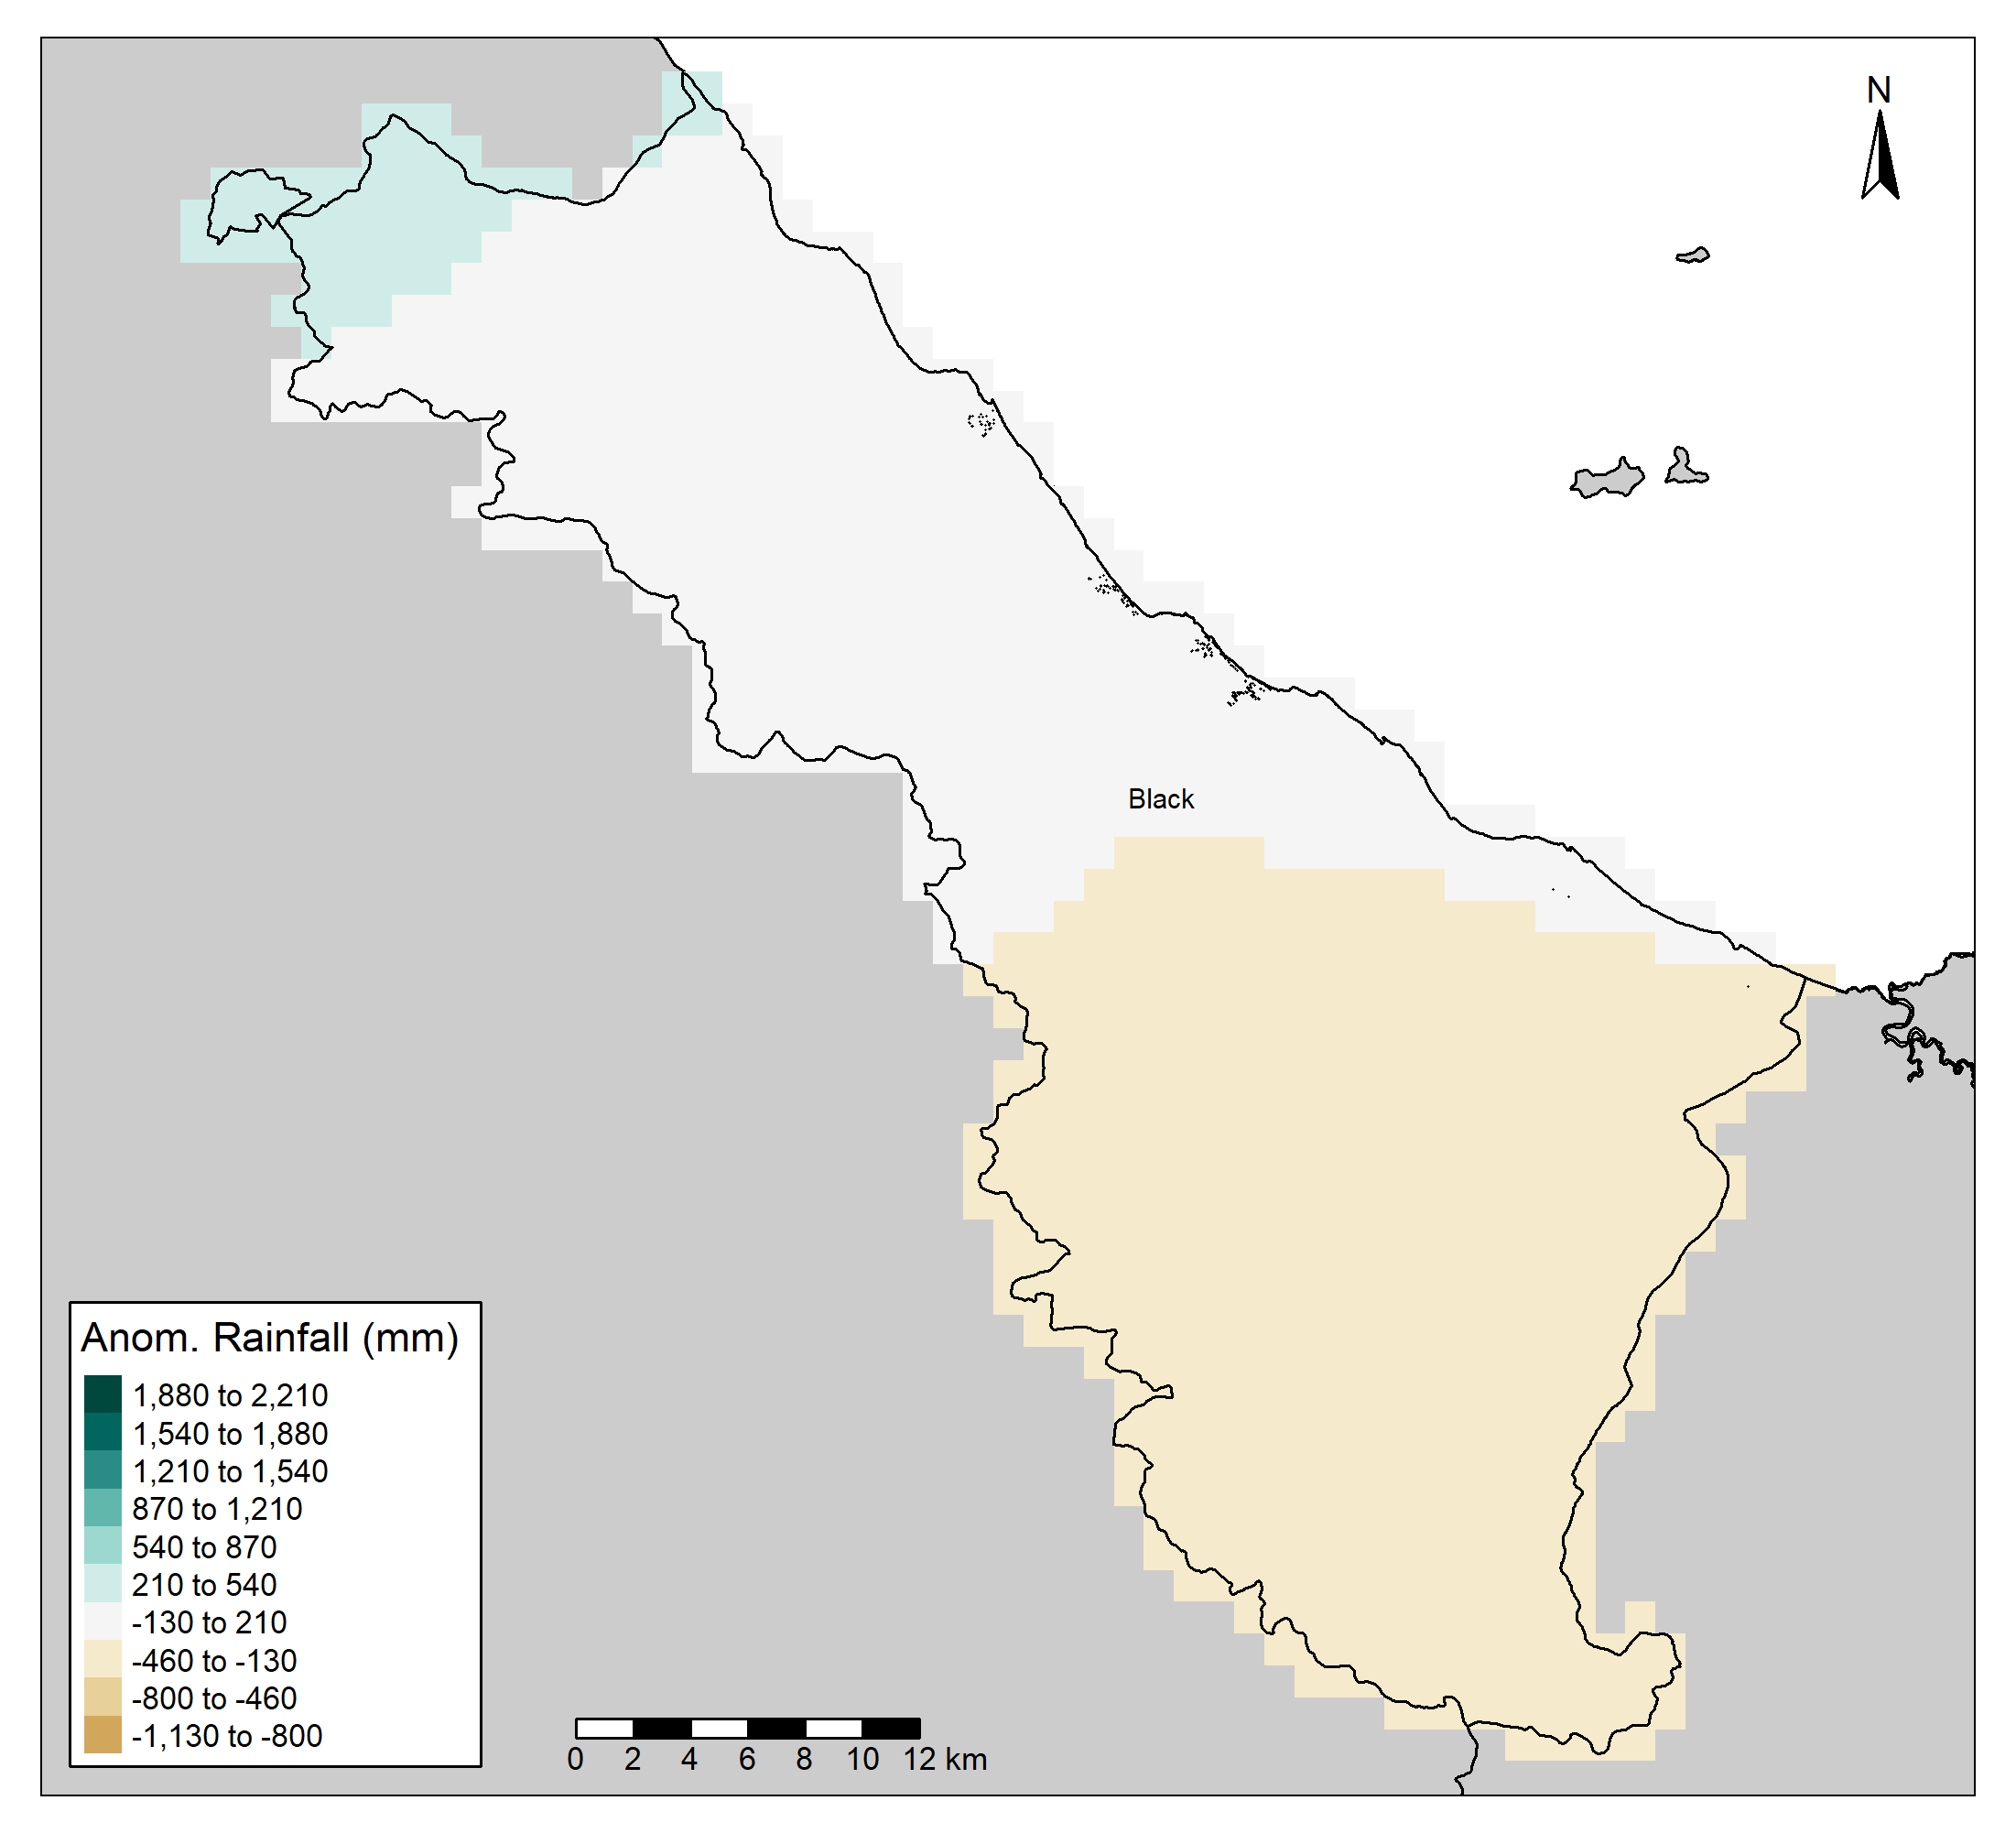 N
Black
Anom. Rainfall (mm)
1,880 to 2,210
1,540 to 1,880
1,210 to 1,540
870 to 1,210
540 to 870
210 to 540
-130 to 210
-460 to -130
-800 to -460
-1,130 to -800
0 2 4 6 8 10 12 km